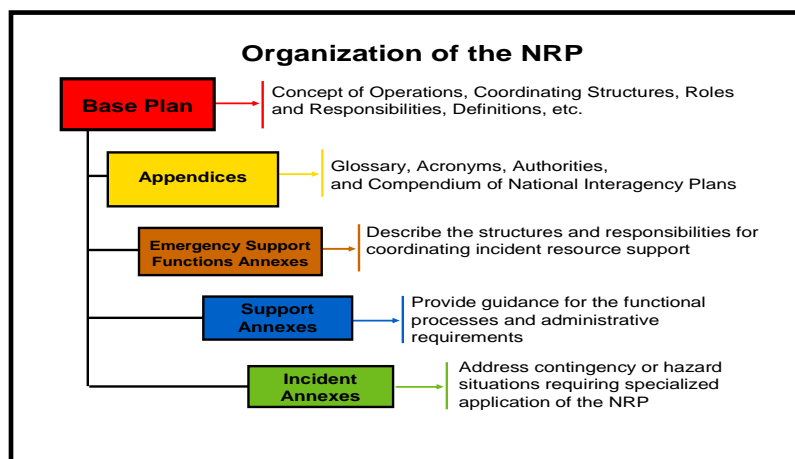 Organization of the NRP
Base Plan
Concept of Operations, Coordinating Structures, Roles
and Responsibilities, Definitions, etc.
Appendices
Glossary, Acronyms, Authorities,
and Compendium of National Interagency Plans
Emergency Support
Functions Annexes
Describe the structures and responsibilities for
coordinating incident resource support
Support
Annexes
Provide guidance for the functional
processes and administrative
requirements
Incident
Annexes
Address contingency or hazard
situations requiring specialized
application of the NRP